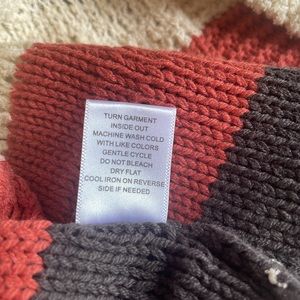 TURN GARMENT
INSIDE OUT
MACHINE WASH COLD
WITH LIKE COLORS
GENTLE CYCLE
DO NOT BLEACH
DRY FLAT
COOL IRON ON REVERSE
SIDE IF NEEDED